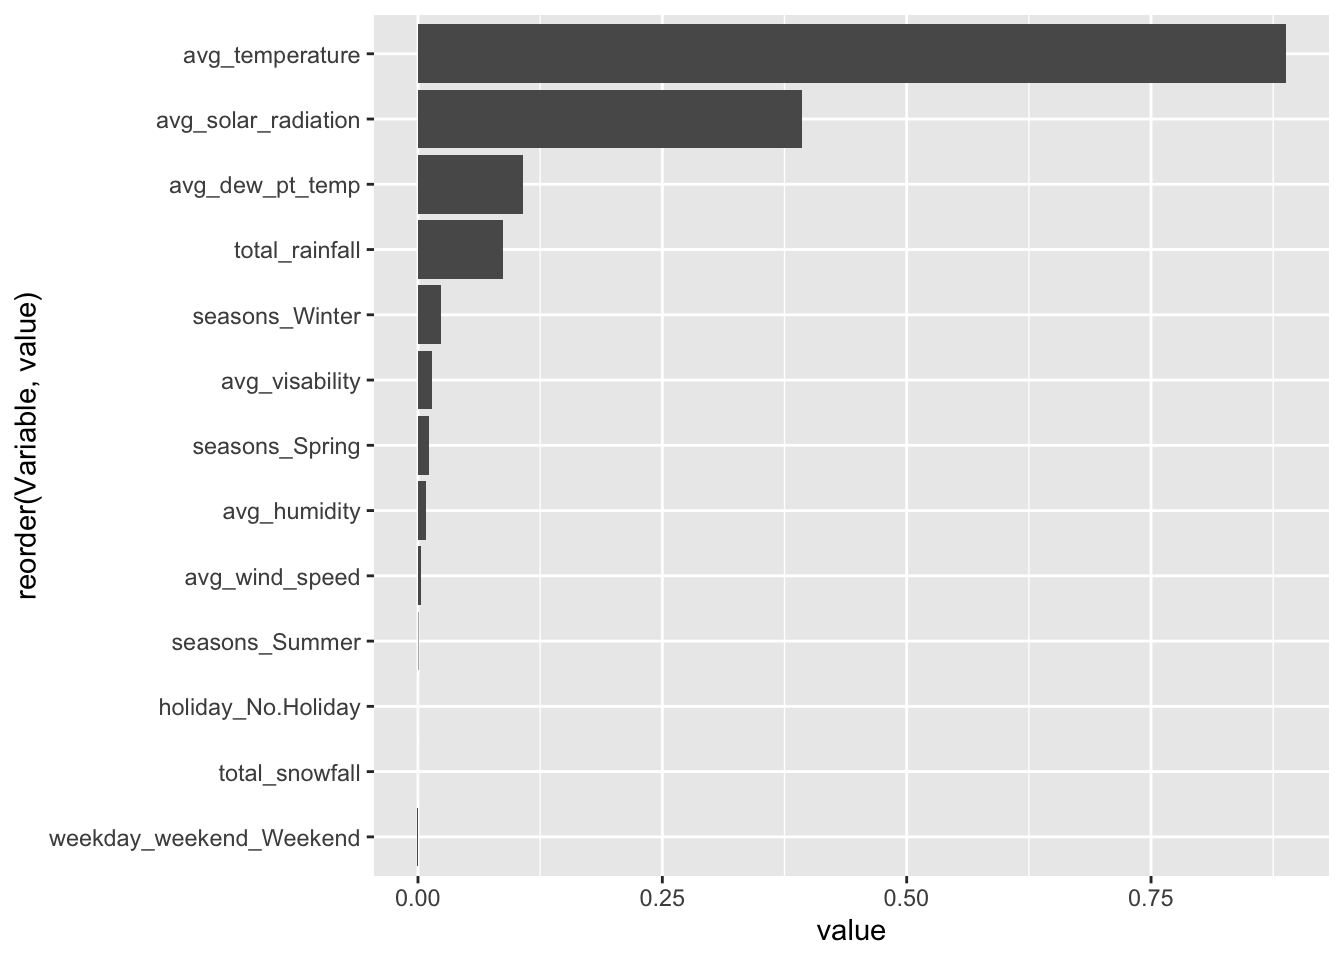 avg_temperature
avg_solar_radiation
avg_dew_pt_temp
total_rainfall
seasons_Winter
avg_visability
seasons_Spring
avg_humidity
avg_wind_speed
seasons_Summer
holiday_No.Holiday
total_snowfall
weekday_weekend_Weekend
reorder(Variable, value)
0.00 0.25 0.50 0.75
value